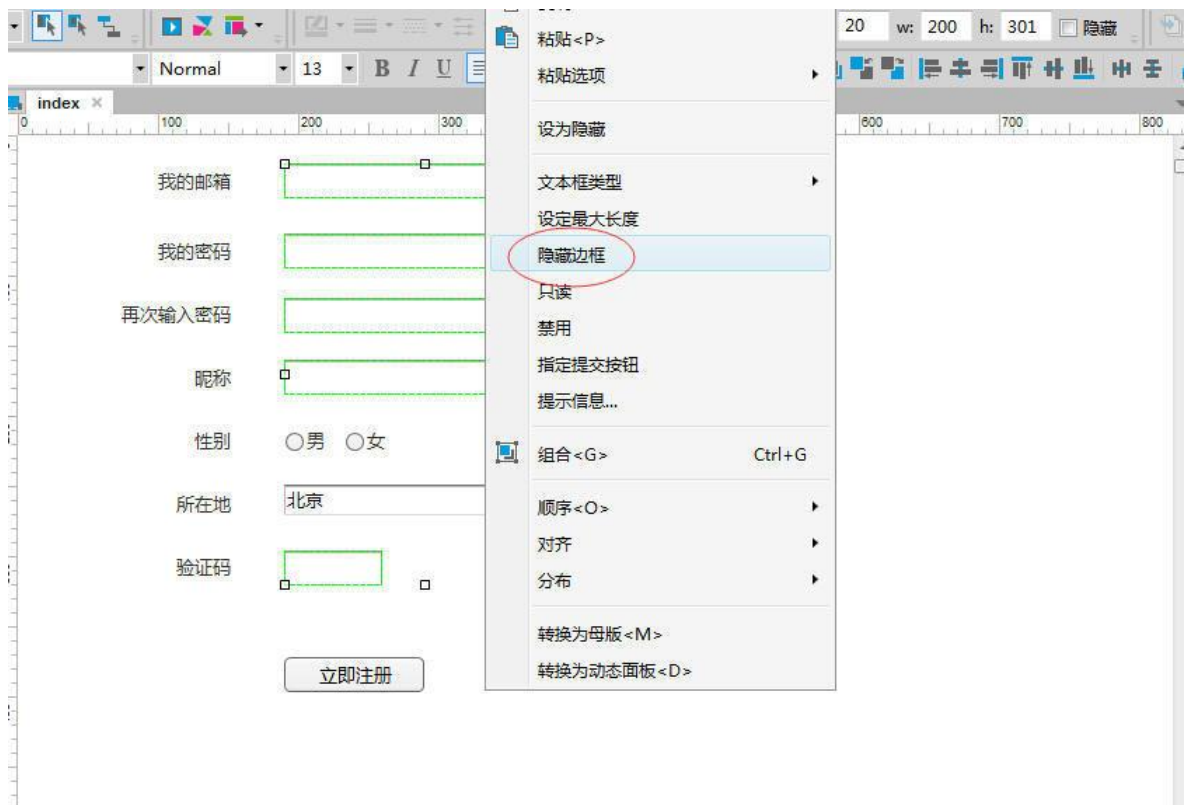 20 w: 200 h: 301 隐藏
Normal 13 B I U
index
0 100 200 300 600 700 800
粘贴<P>
粘贴选项
设为隐藏
文本框类型
设定最大长度
隐藏边框
只读
禁用
指定提交按钮
提示信息...
组合<G> Ctrl+G
顺序<O>
对齐
分布
转换为母版<M>
转换为动态面板<D>
我的邮箱
我的密码
再次输入密码
昵称
性别 男 女
所在地 北京
验证码
立即注册